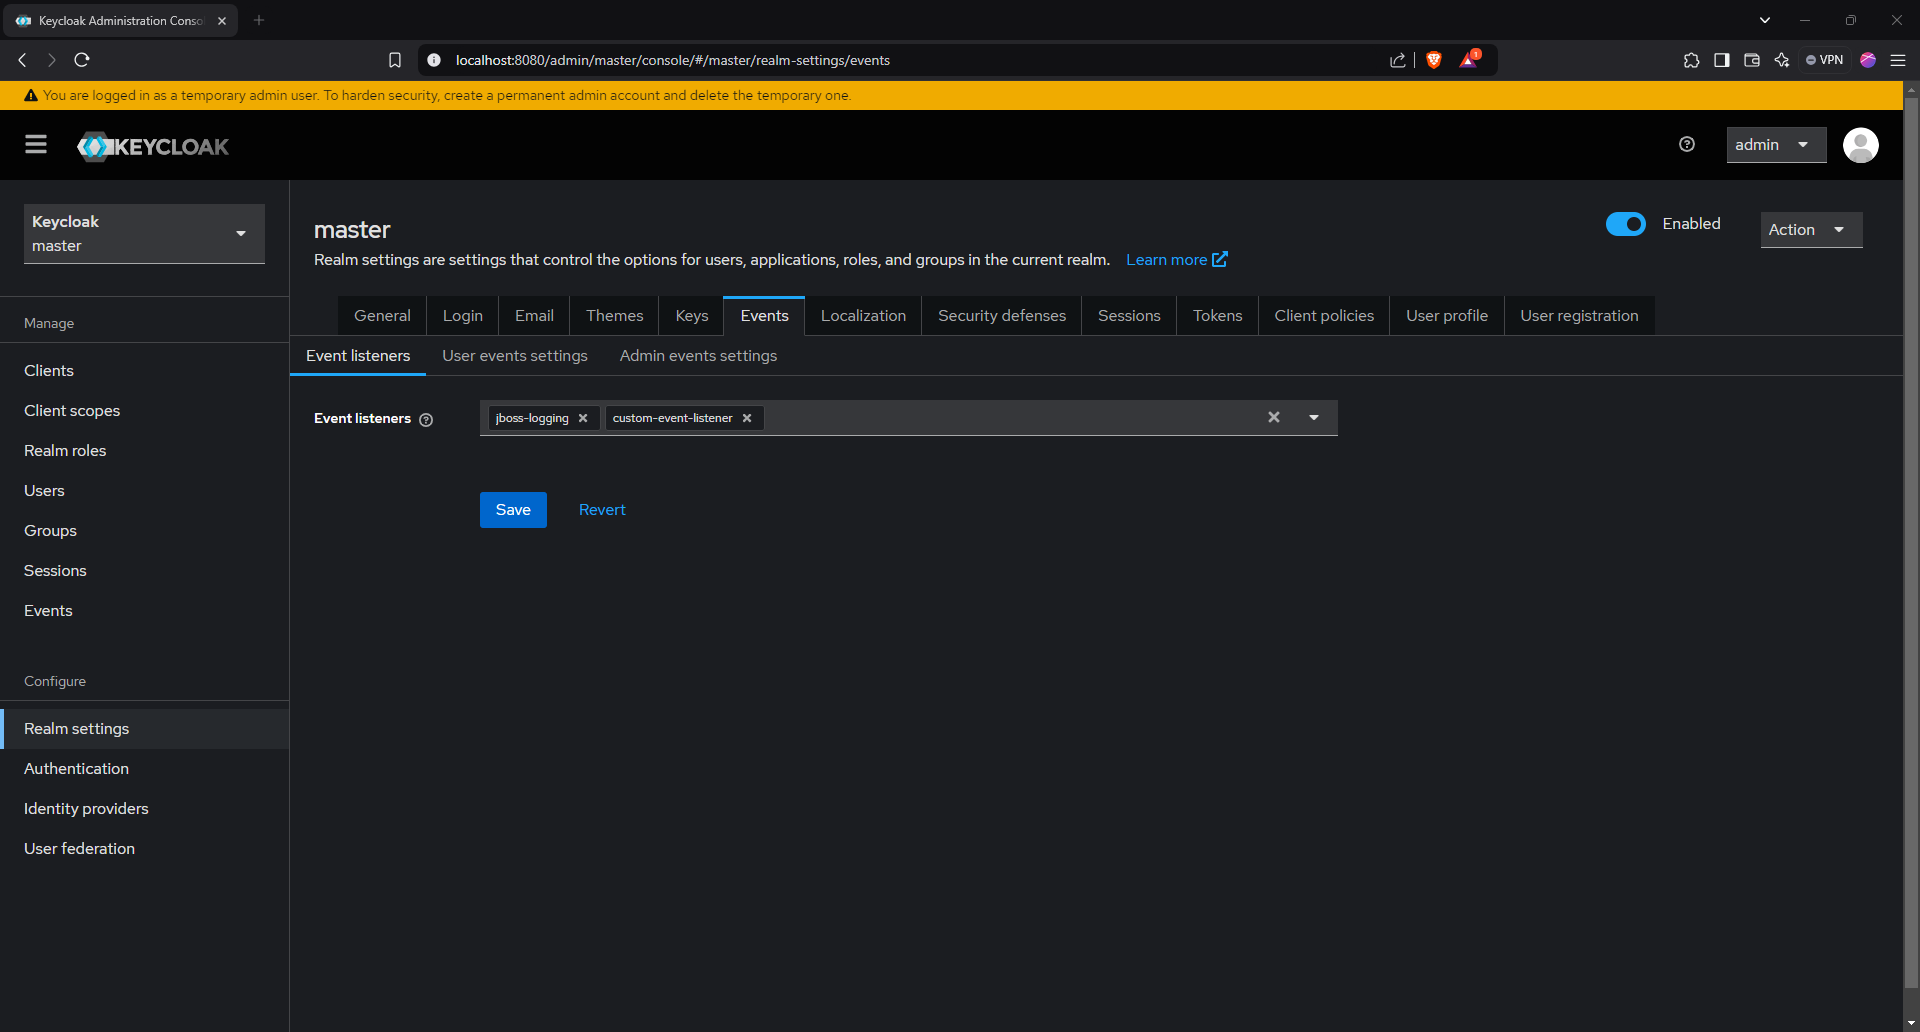 Keycloak Administration Conso
localhost:8080/admin/master/console/#/master/realm-settings/events
1
VPN
You are logged in as a temporary admin user. To harden security, create a permanent admin account and delete the temporary one.
KEYCLOAK
admin
Keycloak
master
Manage
Clients
Client scopes
Realm roles
Users
Groups
Sessions
Events
Configure
Realm settings
Authentication
Identity providers
User federation
master
Enabled
Action
Realm settings are settings that control the options for users, applications, roles, and groups in the current realm. Learn more
General Login Email Themes Keys Events Localization Security defenses Sessions Tokens Client policies User profile User registration
Event listeners User events settings Admin events settings
Event listeners jboss-logging custom-event-listener
Save Revert